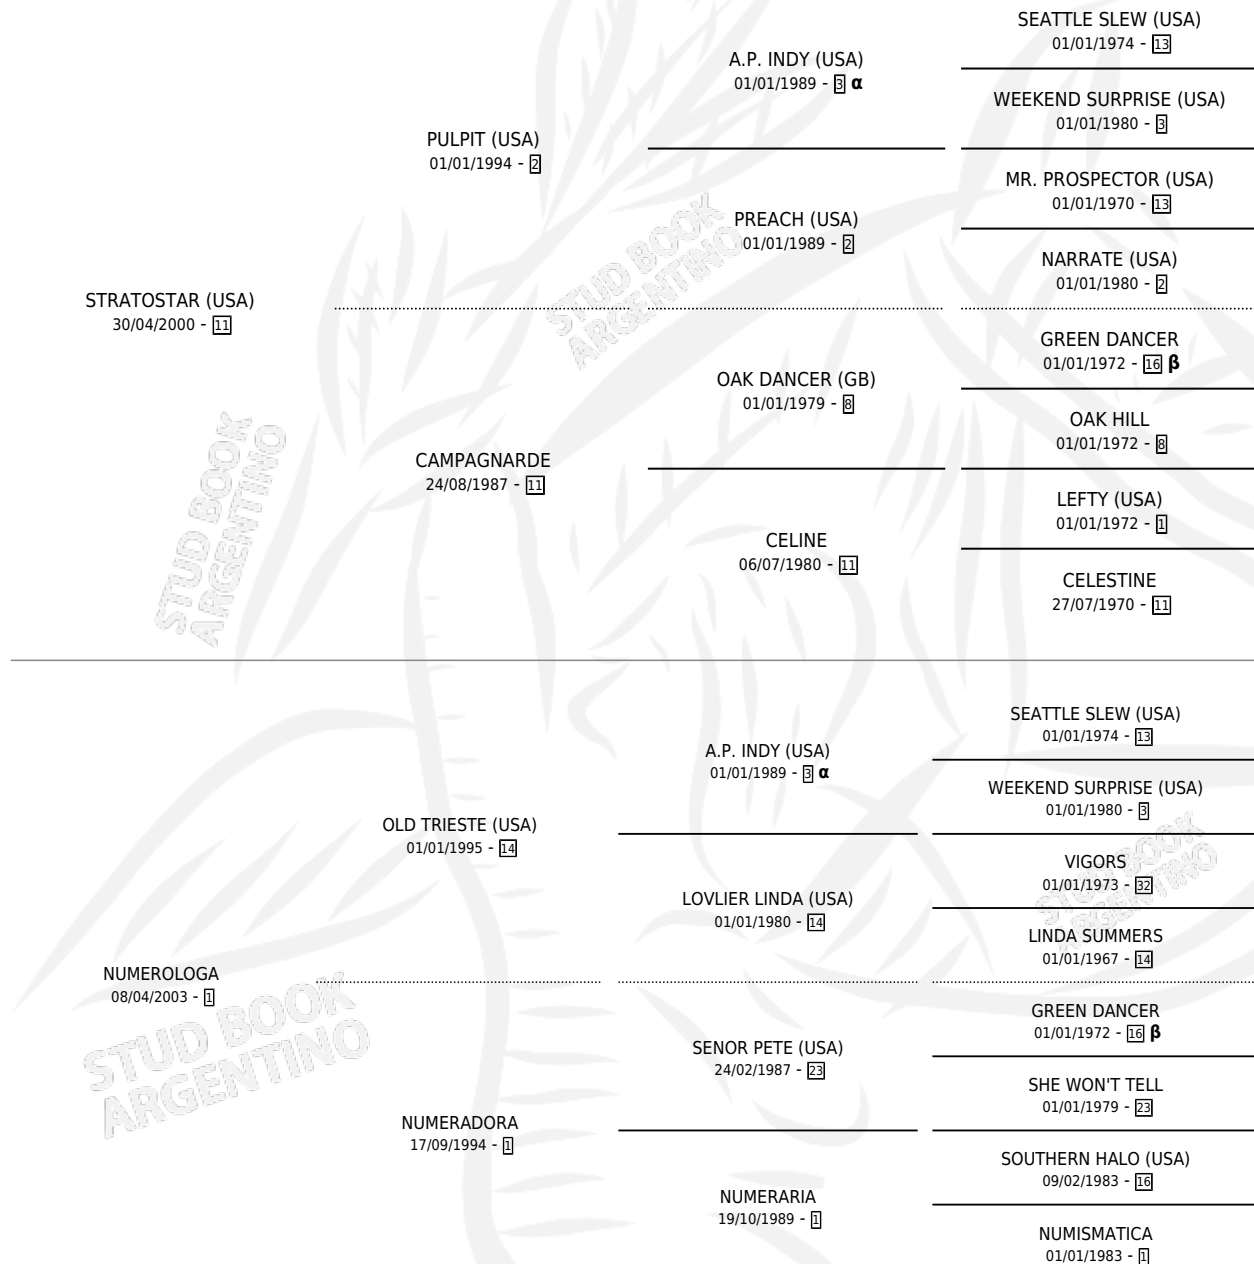 SEATTLE SLEW (USA)
01/01/1974 - 13
A.P. INDY (USA)
01/01/1989 - 3 α
WEEKEND SURPRISE (USA)
01/01/1980 - 3
PULPIT (USA)
01/01/1994 - 2
MR. PROSPECTOR (USA)
01/01/1970 - 13
PREACH (USA)
01/01/1989 - 2
NARRATE (USA)
01/01/1980 - 2
STRATOSTAR (USA)
30/04/2000 - 11
GREEN DANCER
01/01/1972 - 16 β
OAK DANCER (GB)
01/01/1979 - 8
OAK HILL
01/01/1972 - 8
CAMPAGNARDE
24/08/1987 - 11
LEFTY (USA)
01/01/1972 - 1
CELINE
06/07/1980 - 11
CELESTINE
27/07/1970 - 11
STUD BOOK
ARGENTINO
STUD BOOK
ARGENTINO
SEATTLE SLEW (USA)
01/01/1974 - 13
A.P. INDY (USA)
01/01/1989 - 3 α
WEEKEND SURPRISE (USA)
01/01/1980 - 3
OLD TRIESTE (USA)
01/01/1995 - 14
VIGORS
01/01/1973 - 32
LOVLIER LINDA (USA)
01/01/1980 - 14
LINDA SUMMERS
01/01/1967 - 14
NUMEROLOGA
08/04/2003 - 1
GREEN DANCER
01/01/1972 - 16 β
SENOR PETE (USA)
24/02/1987 - 23
SHE WON'T TELL
01/01/1979 - 23
NUMERADORA
17/09/1994 - 1
SOUTHERN HALO (USA)
09/02/1983 - 16
NUMERARIA
19/10/1989 - 1
NUMISMATICA
01/01/1983 - 1
STUD BOOK
ARGENTINO
STUD BOOK
ARGENTINO